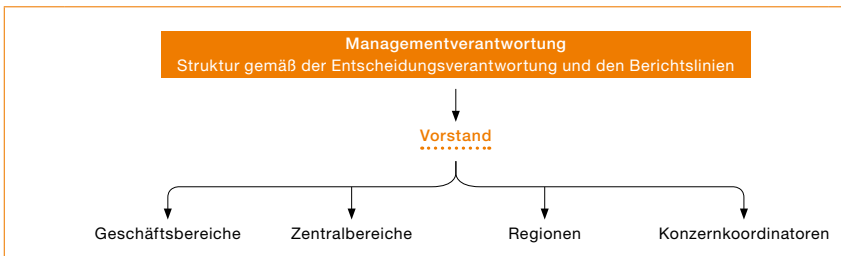 Managementverantwortung
Struktur gemäß der Entscheidungsverantwortung und den Berichtslinien
Vorstand
Geschäftsbereiche Zentralbereiche Regionen Konzernkoordinatoren